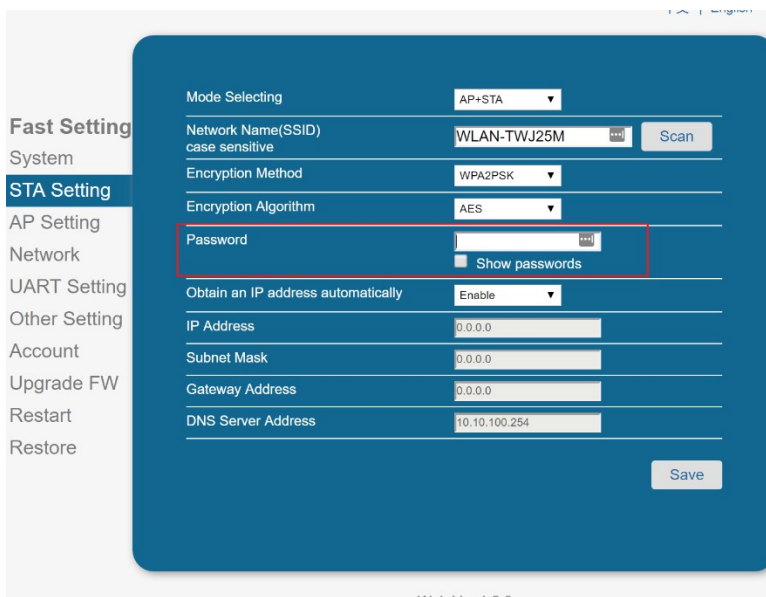 English
Fast Setting
System
STA Setting
AP Setting
Network
UART Setting
Other Setting
Account
Upgrade FW
Restart
Restore
Mode Selecting
AP+STA
Network Name(SSID)
case sensitive
WLAN-TWJ25M
Scan
Encryption Method
WPA2PSK
Encryption Algorithm
AES
Password
Show passwords
Obtain an IP address automatically
Enable
IP Address
0.0.0.0
Subnet Mask
0.0.0.0
Gateway Address
0.0.0.0
DNS Server Address
10.10.100.254
Save